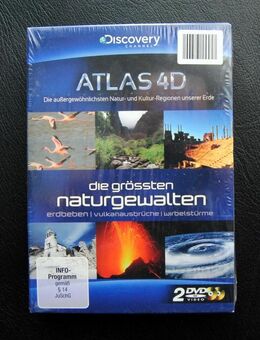 Discovery
CHANNEL
ATLAS 4D
Die außergewöhnlichsten Natur- und Kultur-Regionen unserer Erde
die grössten
naturgewalten
erdbeben | vulkanausbrüche | wirbelstürme
INFO-
Programm
gemäß
§ 14
JuSchG
2 DVD
VIDEO